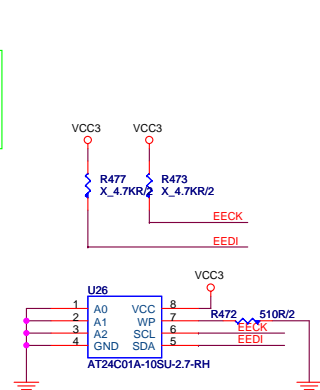 VCC3 VCC3
R477 R473
X_4.7KR/2 X_4.7KR/2
EECK
EEDI
VCC3
U26
1 A0 VCC 8
2 A1 WP 7 R472 510R/2
3 A2 SCL 6 EECK
4 GND SDA 5 EEDI
AT24C01A-10SU-2.7-RH